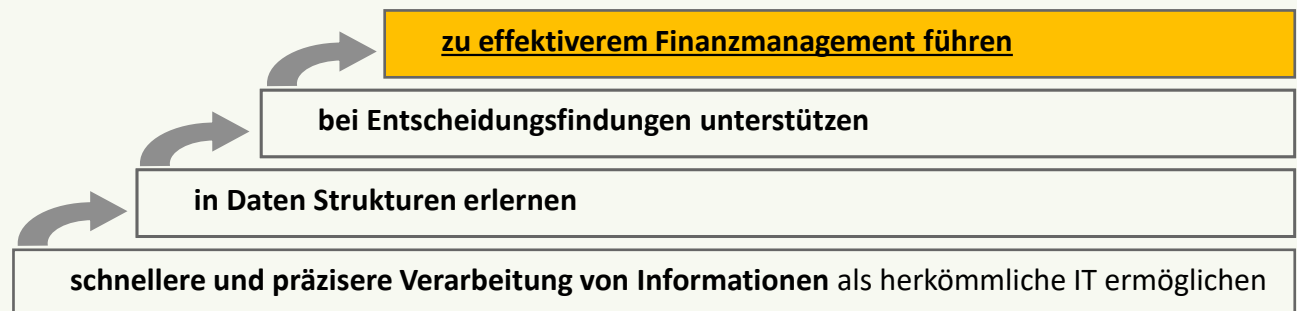 zu effektiverem Finanzmanagement führen
bei Entscheidungsfindungen unterstützen
in Daten Strukturen erlernen
schnellere und präzisere Verarbeitung von Informationen als herkömmliche IT ermöglichen